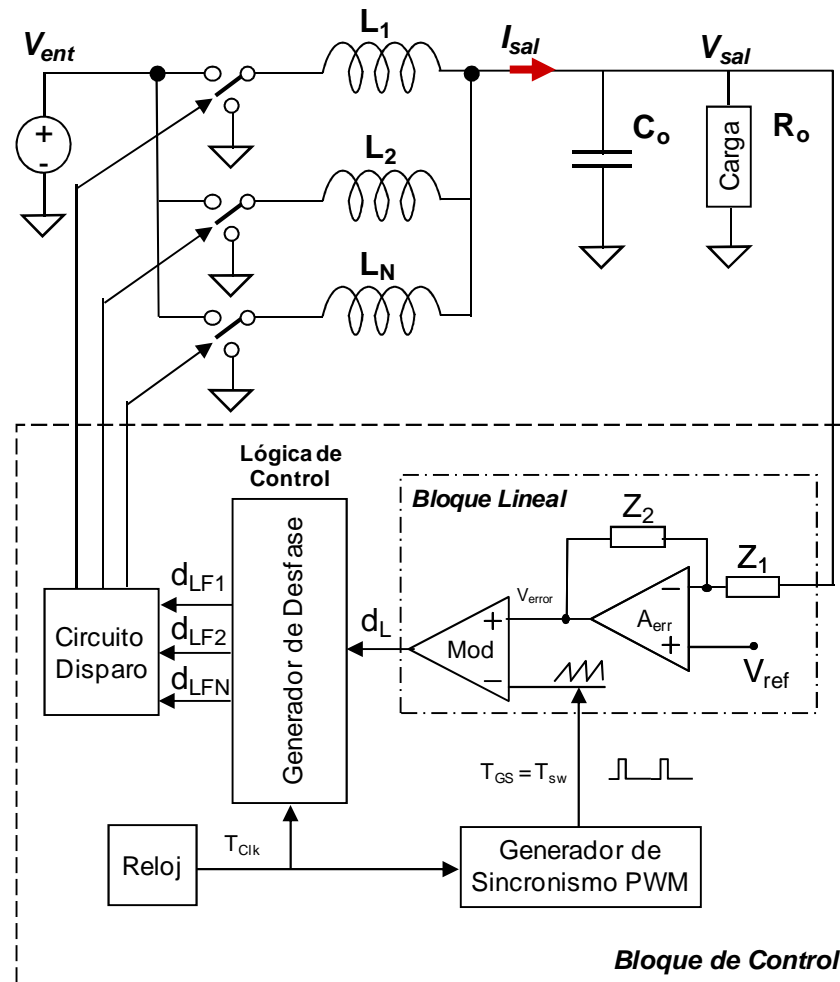 V_ent
L_1
I_sal
V_sal
+
-
C_o
Carga
R_o
L_2
L_N
Lógica de
Control
Bloque Lineal
Z_2
Z_1
d_LF1
d_LF2
d_LFN
Circuito
Disparo
Generador de Desfase
d_L
V_error
+
Mod
−
−
A_err
+
V_ref
T_GS = T_sw
Reloj
T_Clk
Generador de
Sincronismo PWM
Bloque de Control